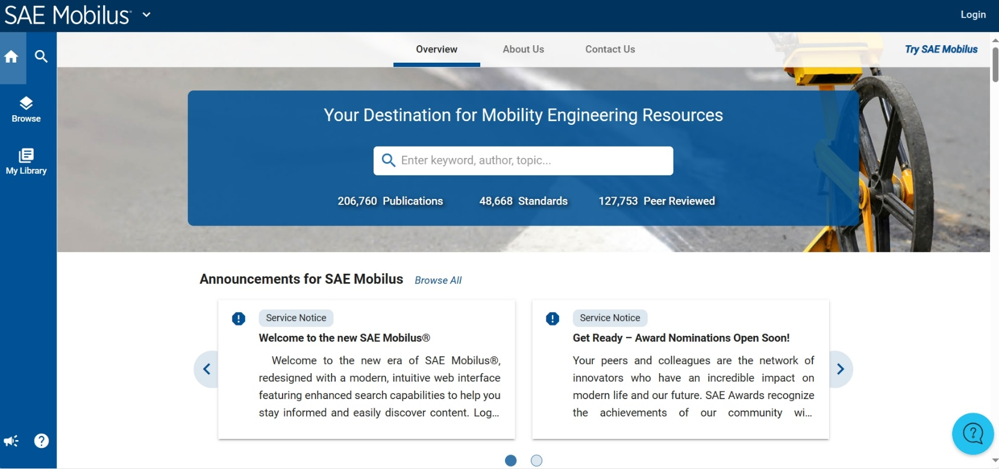 SAE Mobilus
Login
Overview
About Us
Contact Us
Try SAE Mobilus
Browse
My Library
Your Destination for Mobility Engineering Resources
Enter keyword, author, topic...
206,760 Publications
48,668 Standards
127,753 Peer Reviewed
Announcements for SAE Mobilus
Browse All
Service Notice
Welcome to the new SAE Mobilus®
Welcome to the new era of SAE Mobilus®,
redesigned with a modern, intuitive web interface
featuring enhanced search capabilities to help you
stay informed and easily discover content. Log...
Service Notice
Get Ready – Award Nominations Open Soon!
Your peers and colleagues are the network of
innovators who have an incredible impact on
modern life and our future. SAE Awards recognize
the achievements of our community wi...